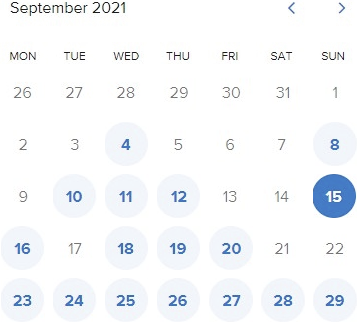 September 2021
MON TUE WED THU FRI SAT SUN
26 27 28 29 30 31 1
2 3 4 5 6 7 8
9 10 11 12 13 14 15
16 17 18 19 20 21 22
23 24 25 26 27 28 29